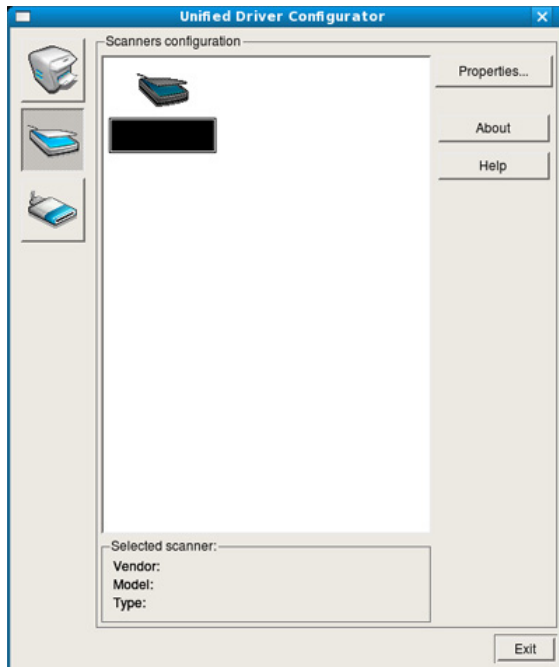 Unified Driver Configurator
Scanners configuration
Properties...
About
Help
Selected scanner:
Vendor:
Model:
Type:
Exit